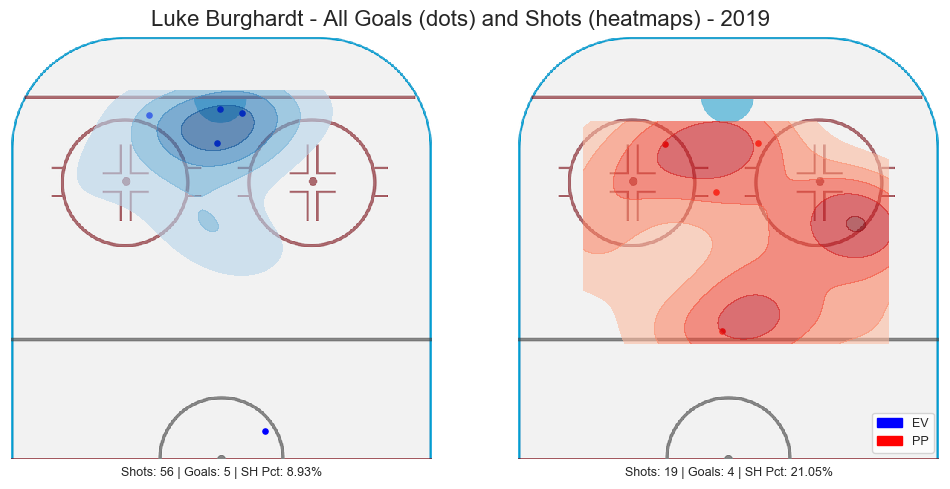 Luke Burghardt - All Goals (dots) and Shots (heatmaps) - 2019
EV
PP
Shots: 56 | Goals: 5 | SH Pct: 8.93%
Shots: 19 | Goals: 4 | SH Pct: 21.05%